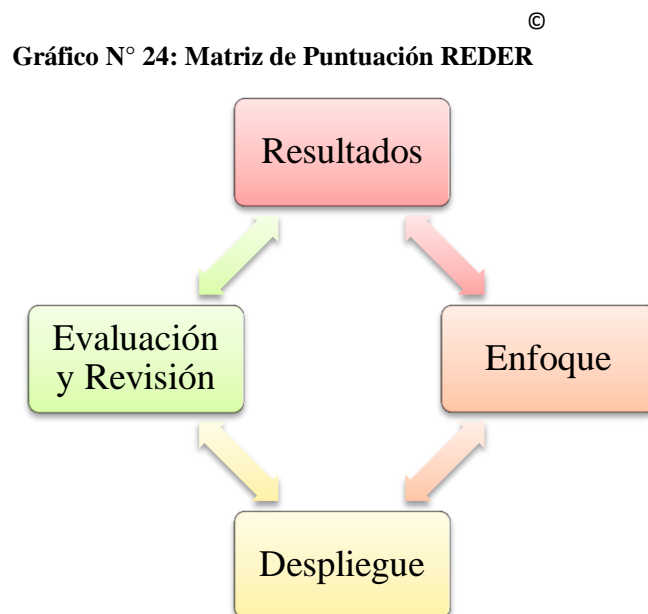 ©
Gráfico N° 24: Matriz de Puntuación REDER
Resultados
Evaluación
y Revisión
Enfoque
Despliegue